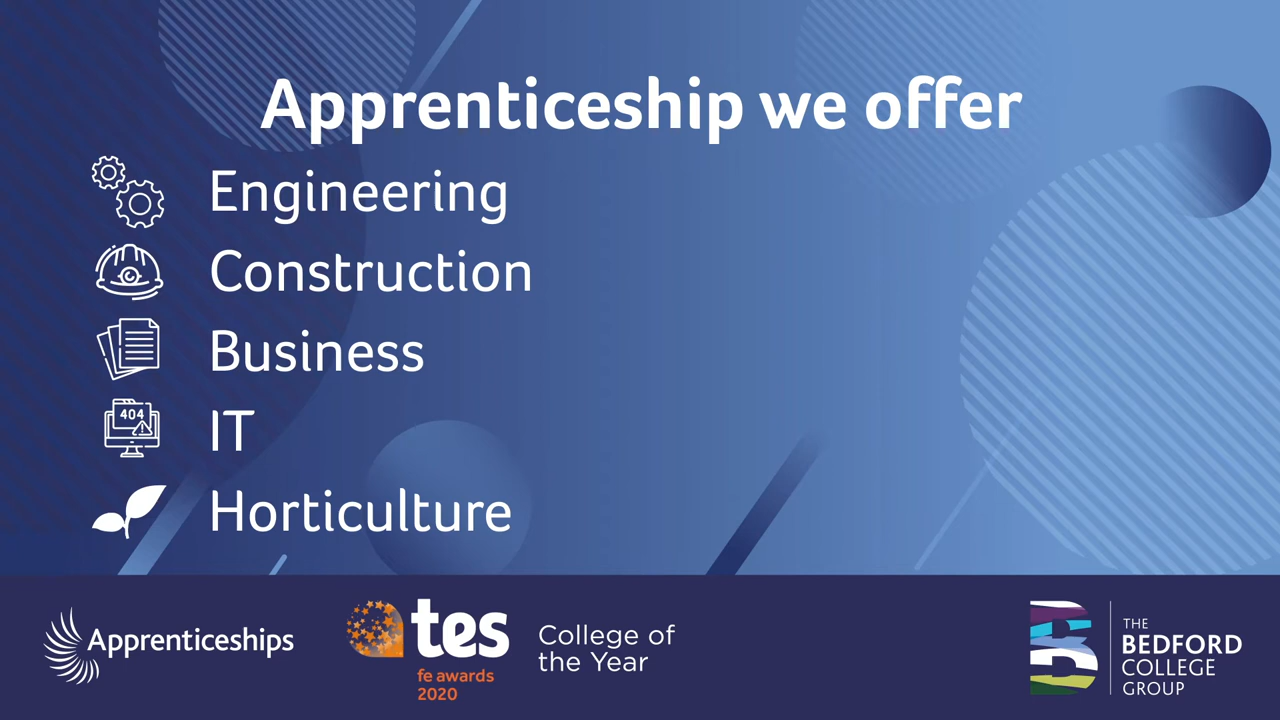 Apprenticeship we offer
Engineering
Construction
Business
404
IT
Horticulture
Apprenticeships
tes
fe awards
2020
College of
the Year
THE
BEDFORD
COLLEGE
GROUP